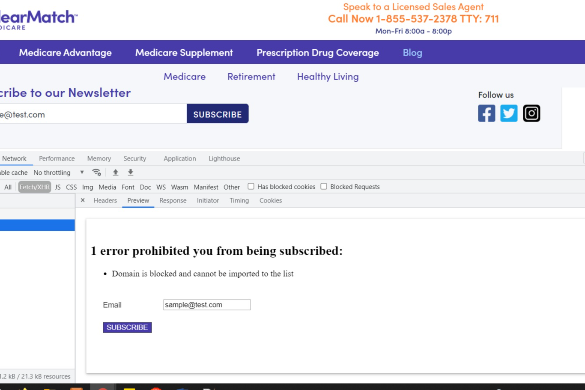 Speak to a Licensed Sales Agent
learMatch™
Call Now 1-855-537-2378 TTY: 711
DICARE
Mon-Fri 8:00a - 8:00p
Medicare Advantage Medicare Supplement Prescription Drug Coverage Blog
Medicare Retirement Healthy Living
cribe to our Newsletter
Follow us
e@test.com SUBSCRIBE
Network Performance Memory Security Application Lighthouse
ble cache No throttling
All Fetch/XHR JS CSS Img Media Font Doc WS Wasm Manifest Other Has blocked cookies Blocked Requests
× Headers Preview Response Initiator Timing Cookies
1 error prohibited you from being subscribed:
• Domain is blocked and cannot be imported to the list
Email sample@test.com
SUBSCRIBE
1.2 kB / 21.3 kB resources